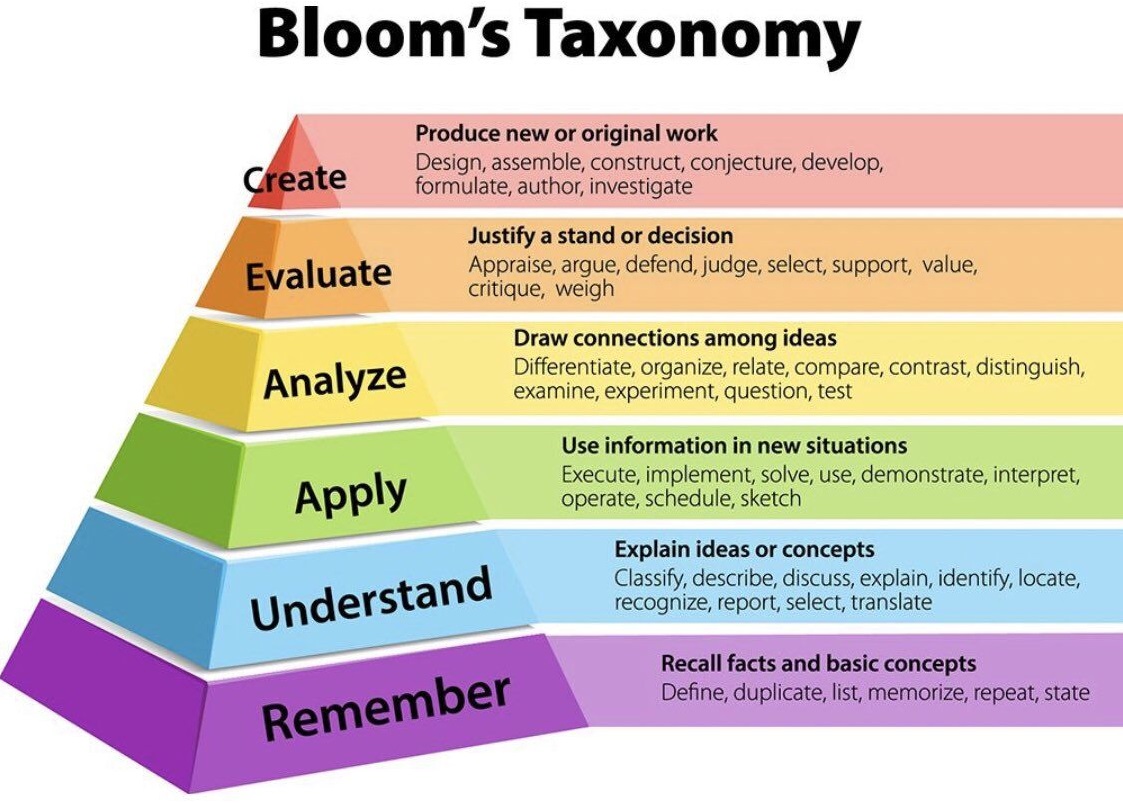 Bloom's Taxonomy
Create
Produce new or original work
Design, assemble, construct, conjecture, develop,
formulate, author, investigate
Evaluate
Justify a stand or decision
Appraise, argue, defend, judge, select, support, value,
critique, weigh
Analyze
Draw connections among ideas
Differentiate, organize, relate, compare, contrast, distinguish,
examine, experiment, question, test
Apply
Use information in new situations
Execute, implement, solve, use, demonstrate, interpret,
operate, schedule, sketch
Understand
Explain ideas or concepts
Classify, describe, discuss, explain, identify, locate,
recognize, report, select, translate
Remember
Recall facts and basic concepts
Define, duplicate, list, memorize, repeat, state